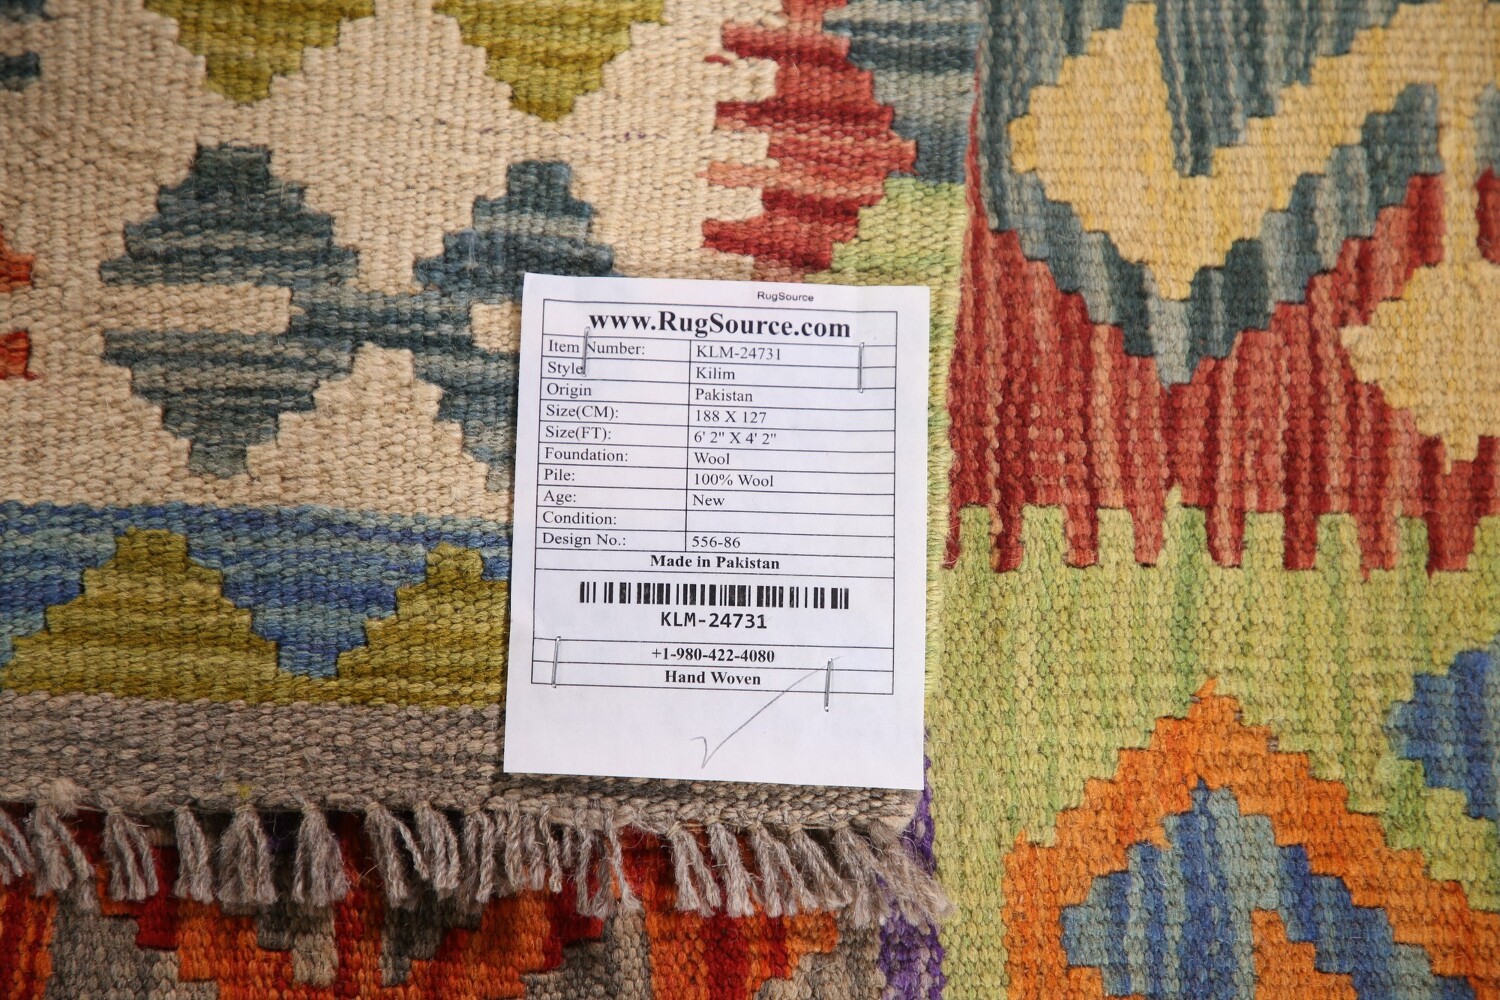 RugSource
www.RugSource.com
Item Number: KLM-24731
Style Kilim
Origin Pakistan
Size(CM): 188 X 127
Size(FT): 6' 2" X 4' 2"
Foundation: Wool
Pile: 100% Wool
Age: New
Condition:
Design No.: 556-86
Made in Pakistan
KLM-24731
+1-980-422-4080
Hand Woven